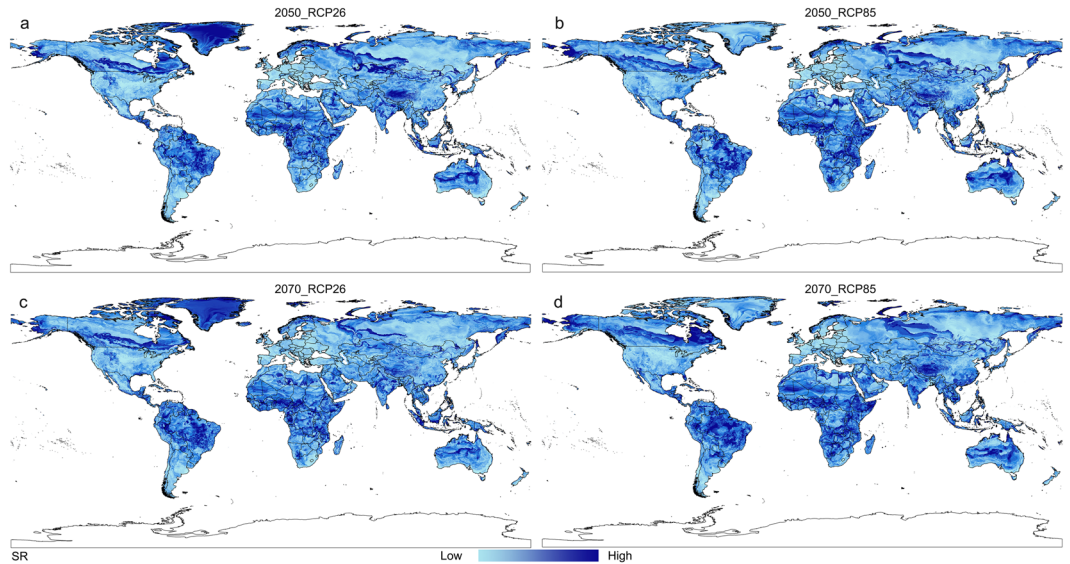 a 2050_RCP26
b 2050_RCP85
c 2070_RCP26
d 2070_RCP85
SR Low High